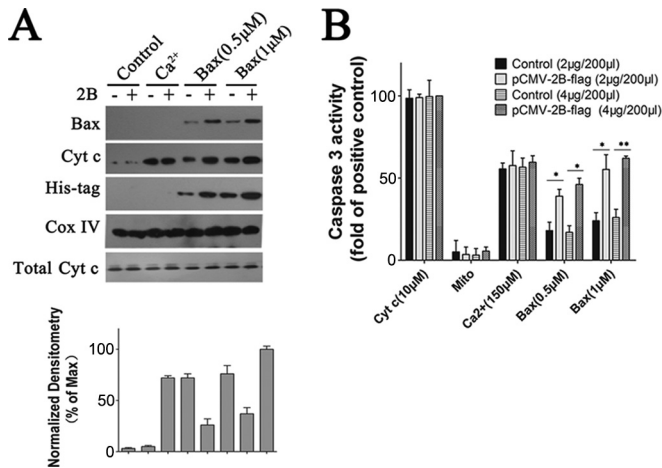 A
Control
Ca2+
Bax(0.5μM)
Bax(1μM)
- + - + - + - +
2B
Bax
Cyt c
His-tag
Cox IV
Total Cyt c
Normalized Densitometry
(% of Max)
100
50
0
B
Control (2μg/200μl)
pCMV-2B-flag (2μg/200μl)
Control (4μg/200μl)
pCMV-2B-flag (4μg/200μl)
Caspase 3 activity
(fold of positive control)
100
50
0
* * * **
Cyt c(10μM)
Mito
Ca2+(150μM)
Bax(0.5μM)
Bax(1μM)